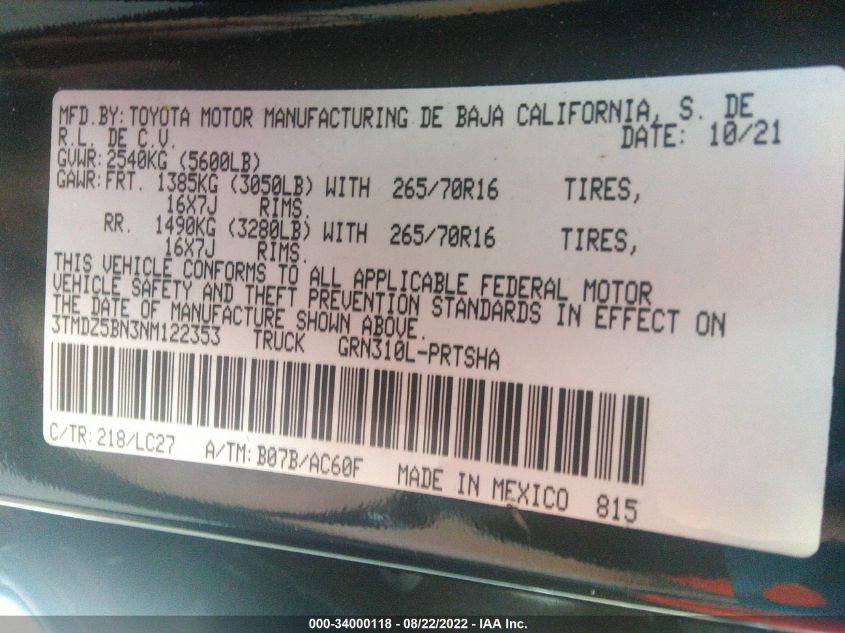 MFD.BY: TOYOTA MOTOR MANUFACTURING DE BAJA CALIFORNIA, S. DE
R.L. DE C.V. DATE: 10/21
GVWR: 2540KG (5600LB)
GAWR: FRT. 1385KG (3050LB) WITH 265/70R16 TIRES,
16X7J RIMS.
RR. 1490KG (3280LB) WITH 265/70R16 TIRES,
16X7J RIMS.
THIS VEHICLE CONFORMS TO ALL APPLICABLE FEDERAL MOTOR
VEHICLE SAFETY AND THEFT PREVENTION STANDARDS IN EFFECT ON
THE DATE OF MANUFACTURE SHOWN ABOVE.
3TMDZ5BN3NM122353 TRUCK GRN310L-PRTSHA
C/TR: 218/LC27 A/TM: B07B/AC60F MADE IN MEXICO 815
000-34000118 - 08/22/2022 - IAA Inc.